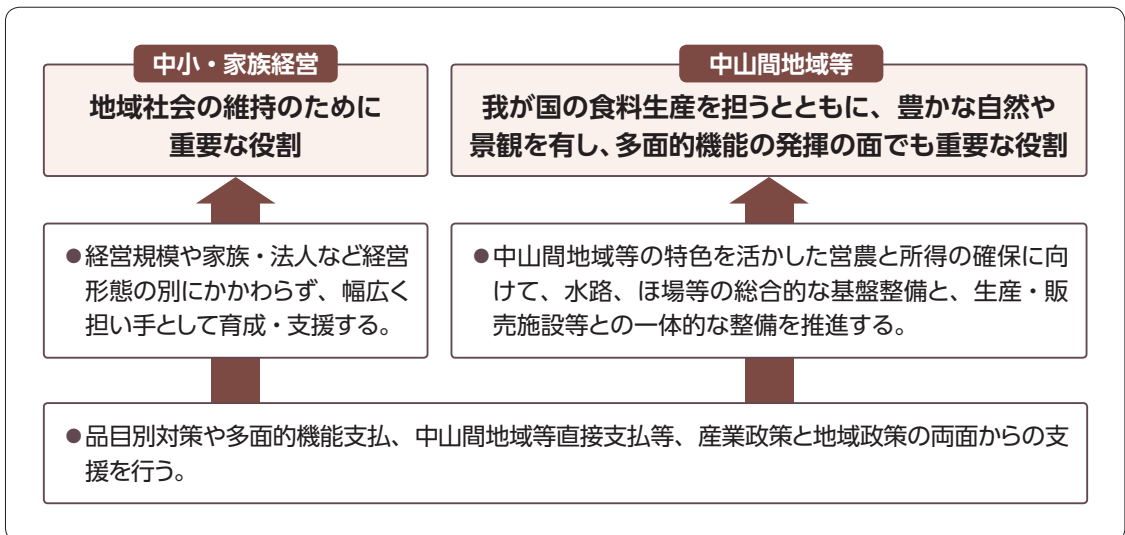 中小・家族経営
地域社会の維持のために
重要な役割
中山間地域等
我が国の食料生産を担うとともに、豊かな自然や
景観を有し、多面的機能の発揮の面でも重要な役割
●経営規模や家族・法人など経営
形態の別にかかわらず、幅広く
担い手として育成・支援する。
●中山間地域等の特色を活かした営農と所得の確保に向
けて、水路、ほ場等の総合的な基盤整備と、生産・販
売施設等との一体的な整備を推進する。
●品目別対策や多面的機能支払、中山間地域等直接支払等、産業政策と地域政策の両面からの支
援を行う。